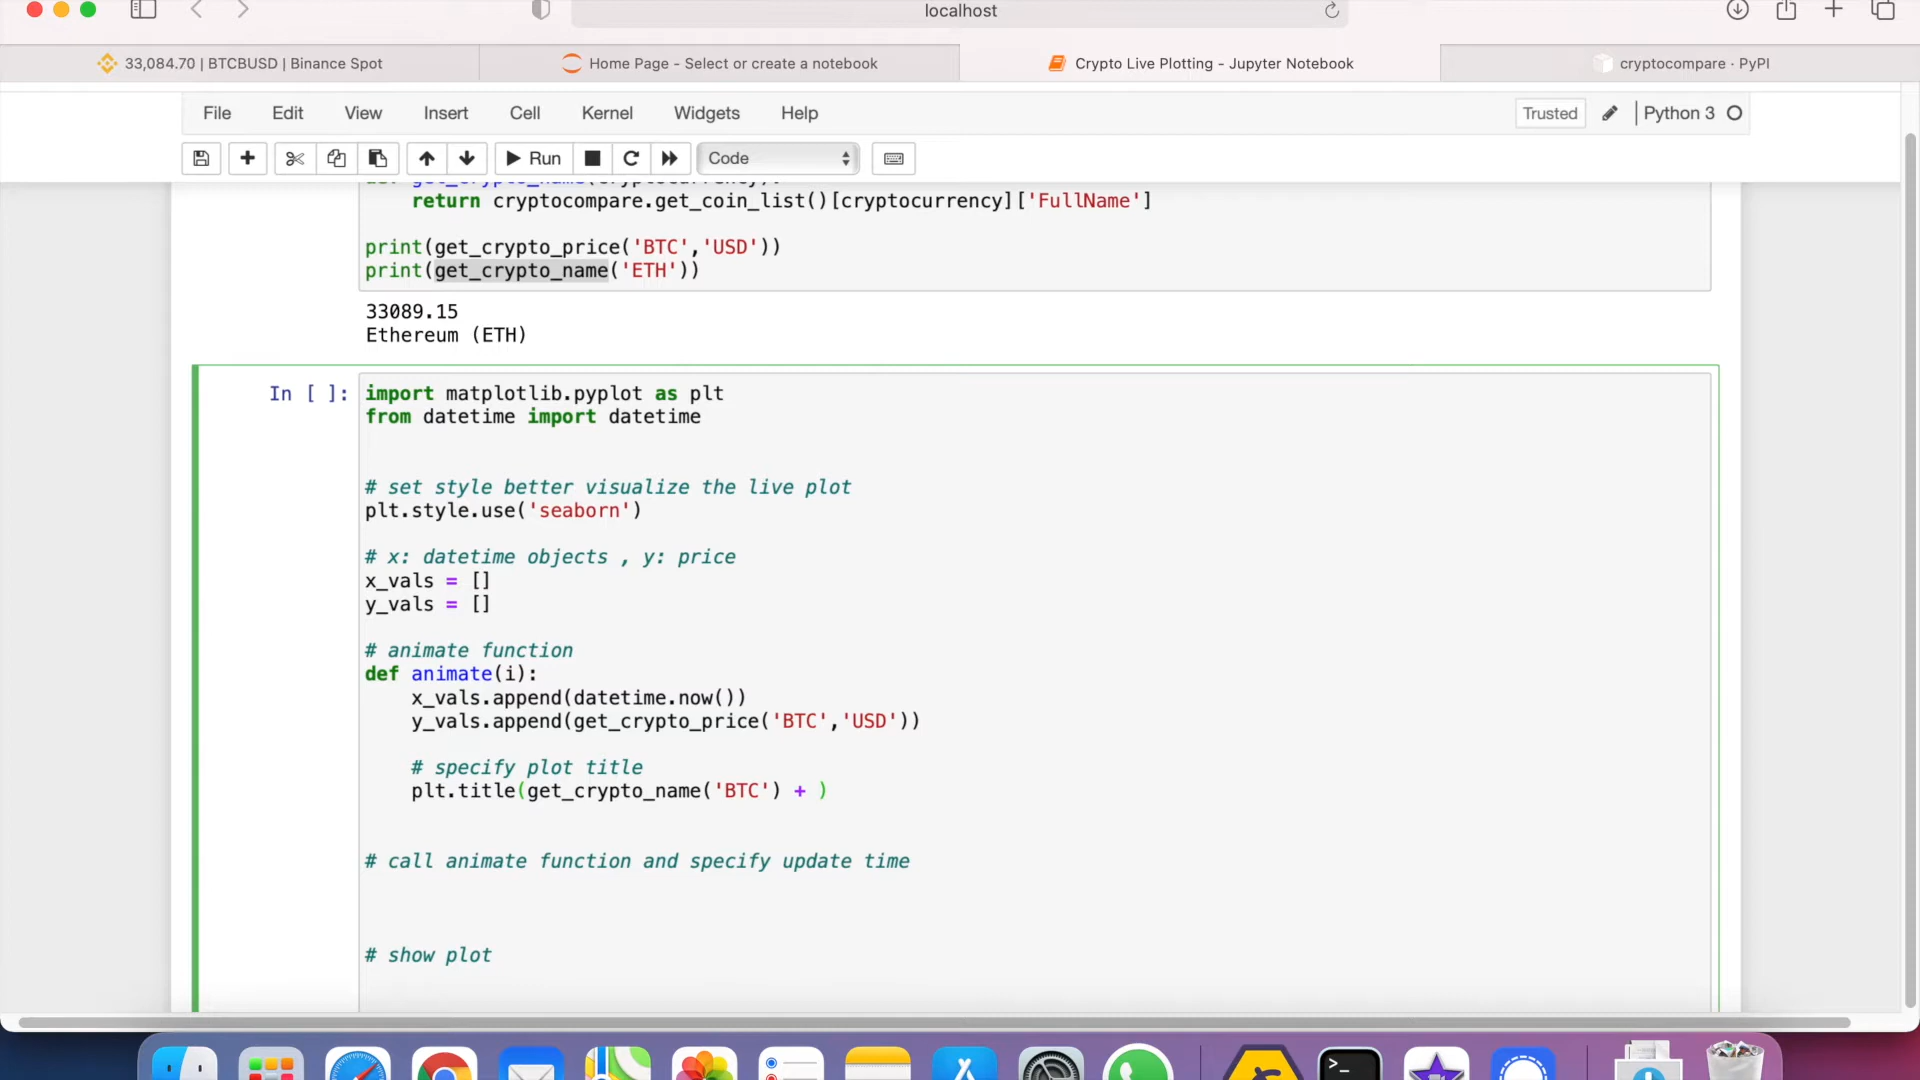 localhost
33,084.70 | BTCBUSD | Binance Spot
Home Page - Select or create a notebook
Crypto Live Plotting - Jupyter Notebook
cryptocompare · PyPI
File Edit View Insert Cell Kernel Widgets Help
Trusted
Python 3
Run
Code
def get_crypto_name(cryptocurrency):
return cryptocompare.get_coin_list()[cryptocurrency]['FullName']
print(get_crypto_price('BTC','USD'))
print(get_crypto_name('ETH'))
33089.15
Ethereum (ETH)
In [ ]:
import matplotlib.pyplot as plt
from datetime import datetime
# set style better visualize the live plot
plt.style.use('seaborn')
# x: datetime objects , y: price
x_vals = []
y_vals = []
# animate function
def animate(i):
x_vals.append(datetime.now())
y_vals.append(get_crypto_price('BTC','USD'))
# specify plot title
plt.title(get_crypto_name('BTC') + )
# call animate function and specify update time
# show plot